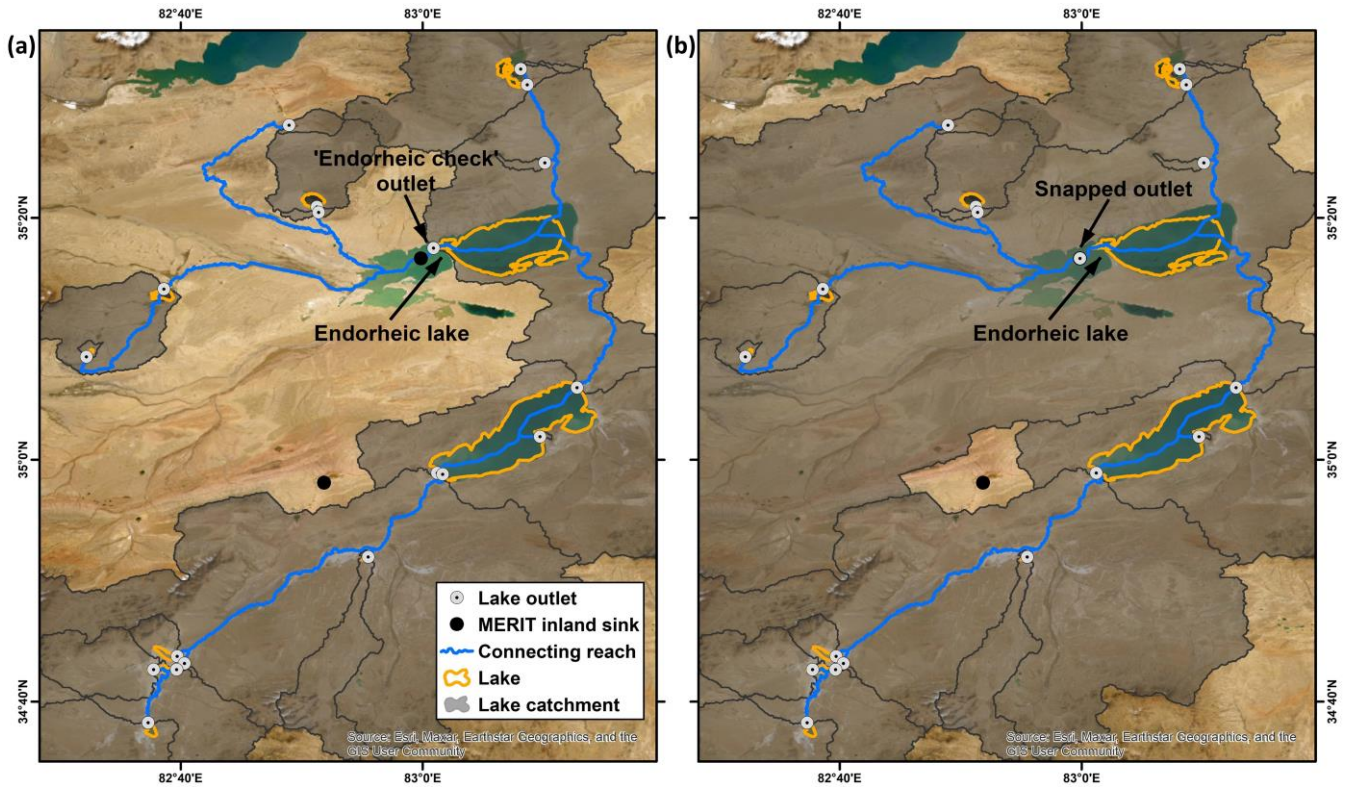 82°40'E 83°0'E 82°40'E 83°0'E
(a) (b)
'Endorheic check'
outlet
Endorheic lake
Snapped outlet
Endorheic lake
35°20'N 35°20'N
35°0'N 35°0'N
34°40'N 34°40'N
Lake outlet
MERIT inland sink
Connecting reach
Lake
Lake catchment
Source: Esri, Maxar, Earthstar Geographics, and the
GIS User Community
Source: Esri, Maxar, Earthstar Geographics, and the
GIS User Community
82°40'E 83°0'E 82°40'E 83°0'E